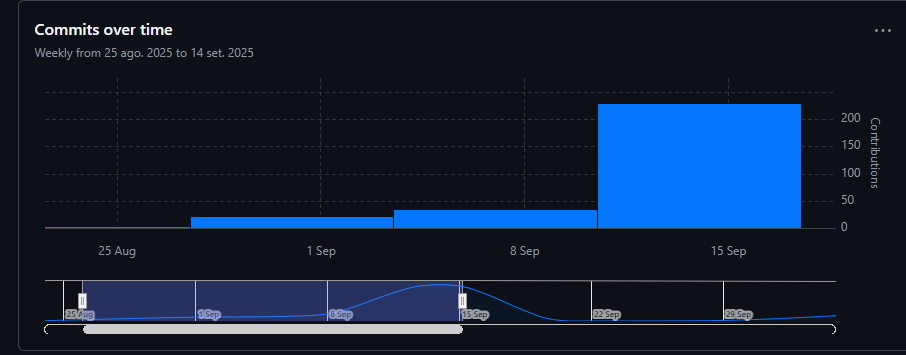 Commits over time
Weekly from 25 ago. 2025 to 14 set. 2025
200
150
100
50
0
Contributions
25 Aug
1 Sep
8 Sep
15 Sep
25 Aug
1 Sep
8 Sep
15 Sep
22 Sep
29 Sep